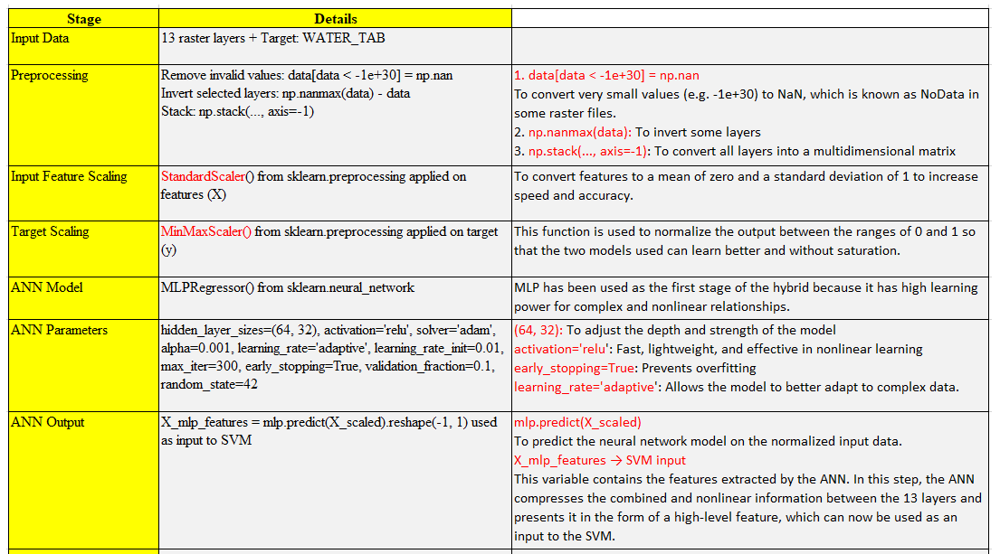 Stage
Details
Input Data
13 raster layers + Target: WATER_TAB
Preprocessing
Remove invalid values: data[data < -1e+30] = np.nan
Invert selected layers: np.nanmax(data) - data
Stack: np.stack(..., axis=-1)
1. data[data < -1e+30] = np.nan
To convert very small values (e.g. -1e+30) to NaN, which is known as NoData in
some raster files.
2. np.nanmax(data): To invert some layers
3. np.stack(..., axis=-1): To convert all layers into a multidimensional matrix
Input Feature Scaling
StandardScaler() from sklearn.preprocessing applied on
features (X)
To convert features to a mean of zero and a standard deviation of 1 to increase
speed and accuracy.
Target Scaling
MinMaxScaler() from sklearn.preprocessing applied on target
(y)
This function is used to normalize the output between the ranges of 0 and 1 so
that the two models used can learn better and without saturation.
ANN Model
MLPRegressor() from sklearn.neural_network
MLP has been used as the first stage of the hybrid because it has high learning
power for complex and nonlinear relationships.
ANN Parameters
hidden_layer_sizes=(64, 32), activation='relu', solver='adam',
alpha=0.001, learning_rate='adaptive', learning_rate_init=0.01,
max_iter=300, early_stopping=True, validation_fraction=0.1,
random_state=42
(64, 32): To adjust the depth and strength of the model
activation='relu': Fast, lightweight, and effective in nonlinear learning
early_stopping=True: Prevents overfitting
learning_rate='adaptive': Allows the model to better adapt to complex data.
ANN Output
X_mlp_features = mlp.predict(X_scaled).reshape(-1, 1) used
as input to SVM
mlp.predict(X_scaled)
To predict the neural network model on the normalized input data.
X_mlp_features → SVM input
This variable contains the features extracted by the ANN. In this step, the ANN
compresses the combined and nonlinear information between the 13 layers and
presents it in the form of a high-level feature, which can now be used as an
input to the SVM.